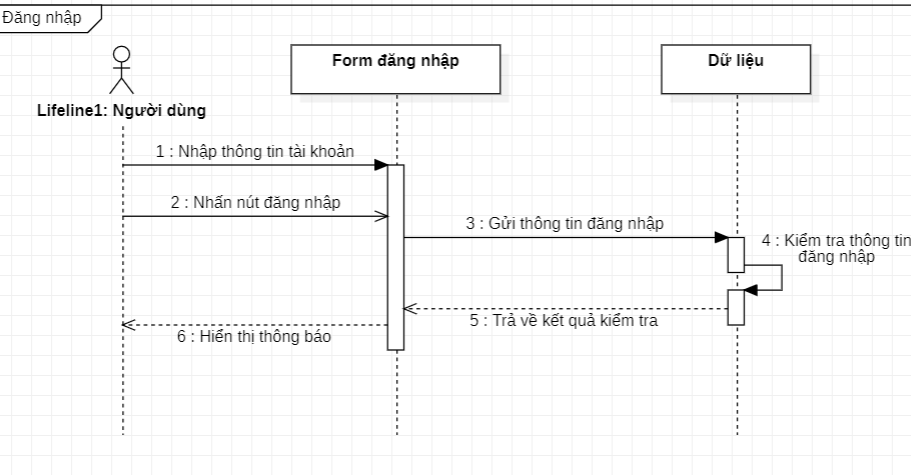 Đăng nhập
Form đăng nhập
Dữ liệu
Lifeline1: Người dùng
1 : Nhập thông tin tài khoản
2 : Nhấn nút đăng nhập
3 : Gửi thông tin đăng nhập
4 : Kiểm tra thông tin
đăng nhập
5 : Trả về kết quả kiểm tra
6 : Hiển thị thông báo